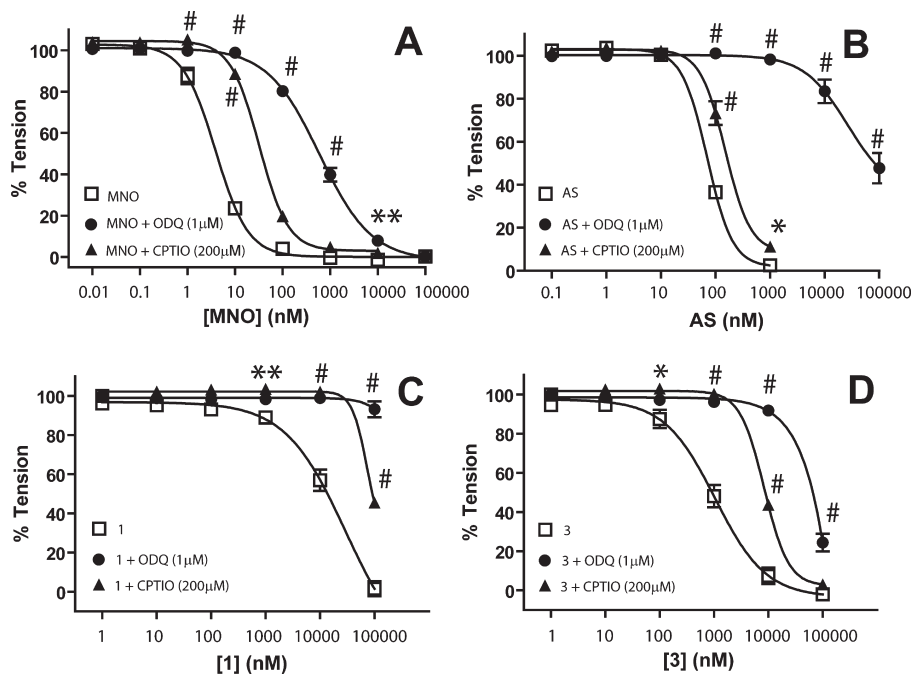 A
% Tension
100
80
60
40
20
0
# # # # # **
MNO
MNO + ODQ (1μM)
MNO + CPTIO (200μM)
0.01 0.1 1 10 100 1000 10000 100000
[MNO] (nM)
B
% Tension
100
80
60
40
20
0
# # # # # *
AS
AS + ODQ (1μM)
AS + CPTIO (200μM)
0.1 1 10 100 1000 10000 100000
AS (nM)
C
% Tension
100
80
60
40
20
0
** # # #
1
1 + ODQ (1μM)
1 + CPTIO (200μM)
1 10 100 1000 10000 100000
[1] (nM)
D
% Tension
100
80
60
40
20
0
* # # # #
3
3 + ODQ (1μM)
3 + CPTIO (200μM)
1 10 100 1000 10000 100000
[3] (nM)